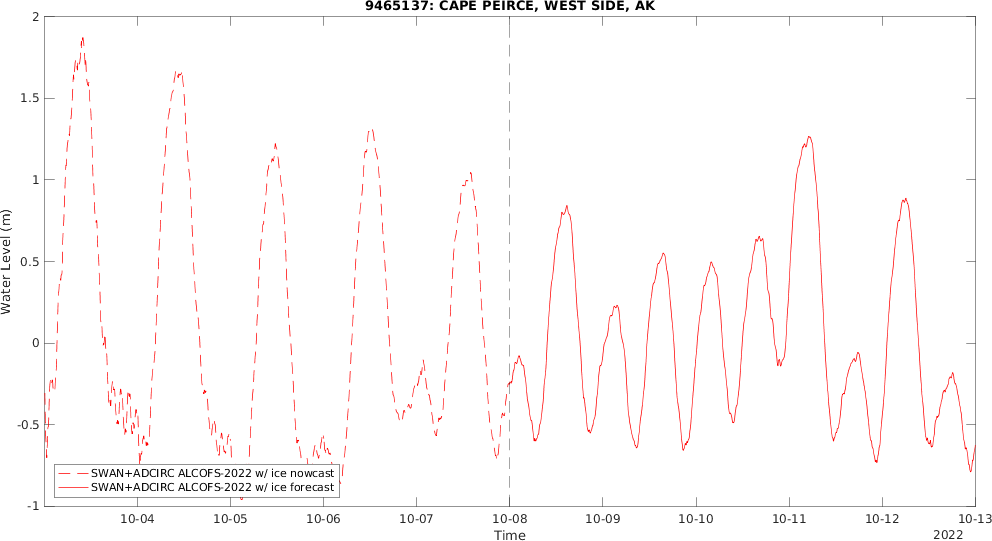 9465137: CAPE PEIRCE, WEST SIDE, AK
2
1.5
1
0.5
0
-0.5
-1
Water Level (m)
SWAN+ADCIRC ALCOFS-2022 w/ ice nowcast
SWAN+ADCIRC ALCOFS-2022 w/ ice forecast
10-04 10-05 10-06 10-07 10-08 10-09 10-10 10-11 10-12 10-13
Time
2022